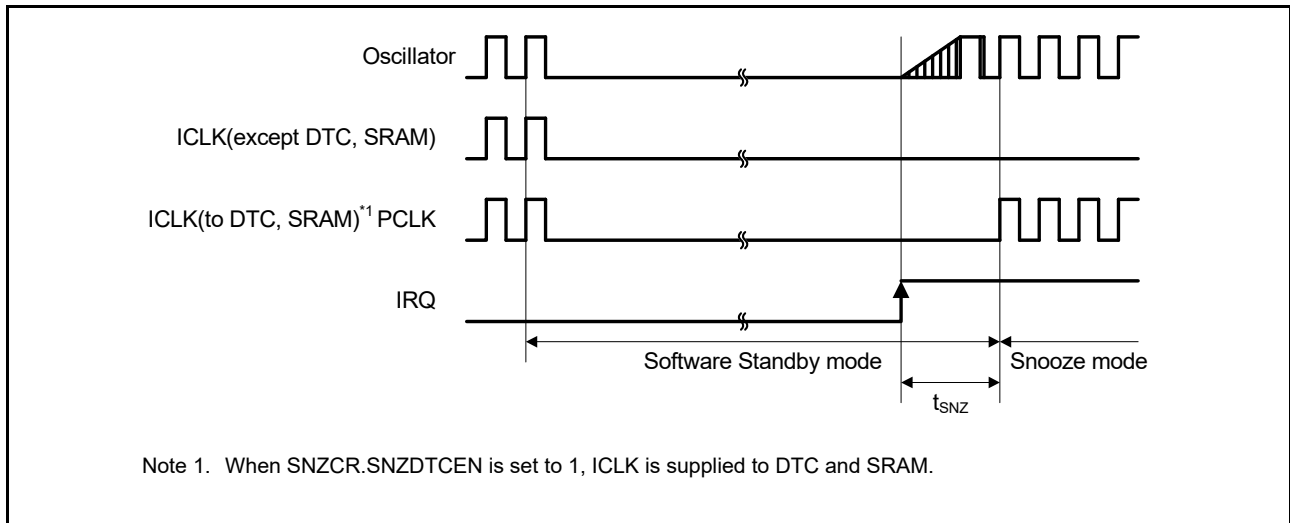 Oscillator
ICLK(except DTC, SRAM)
ICLK(to DTC, SRAM)*1 PCLK
IRQ
Software Standby mode
Snooze mode
tSNZ
Note 1. When SNZCR.SNZDTCEN is set to 1, ICLK is supplied to DTC and SRAM.